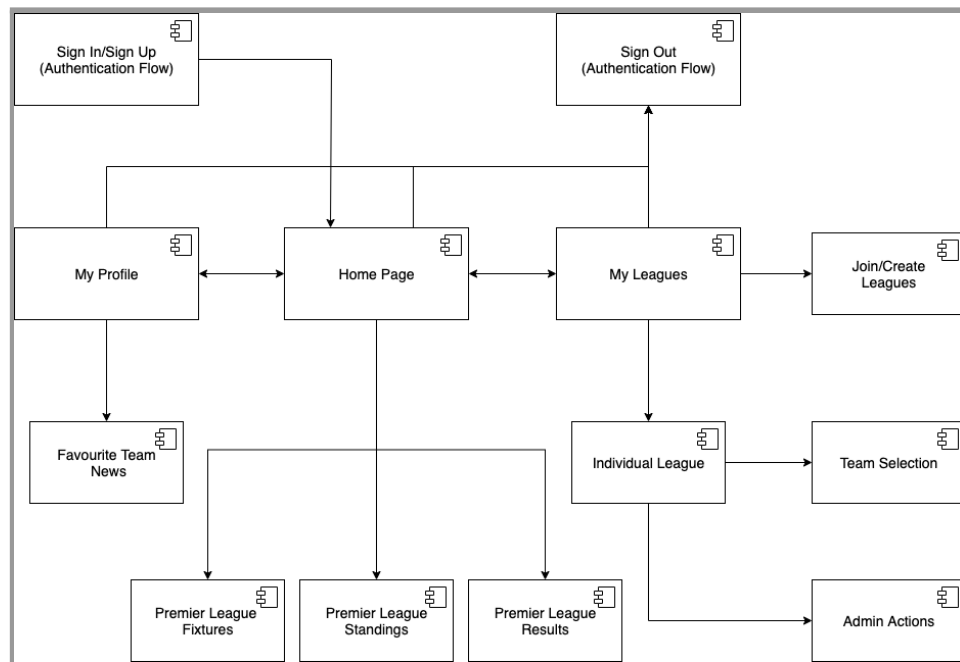 Sign In/Sign Up
(Authentication Flow)
Sign Out
(Authentication Flow)
My Profile
Home Page
My Leagues
Join/Create
Leagues
Favourite Team
News
Individual League
Team Selection
Premier League
Fixtures
Premier League
Standings
Premier League
Results
Admin Actions